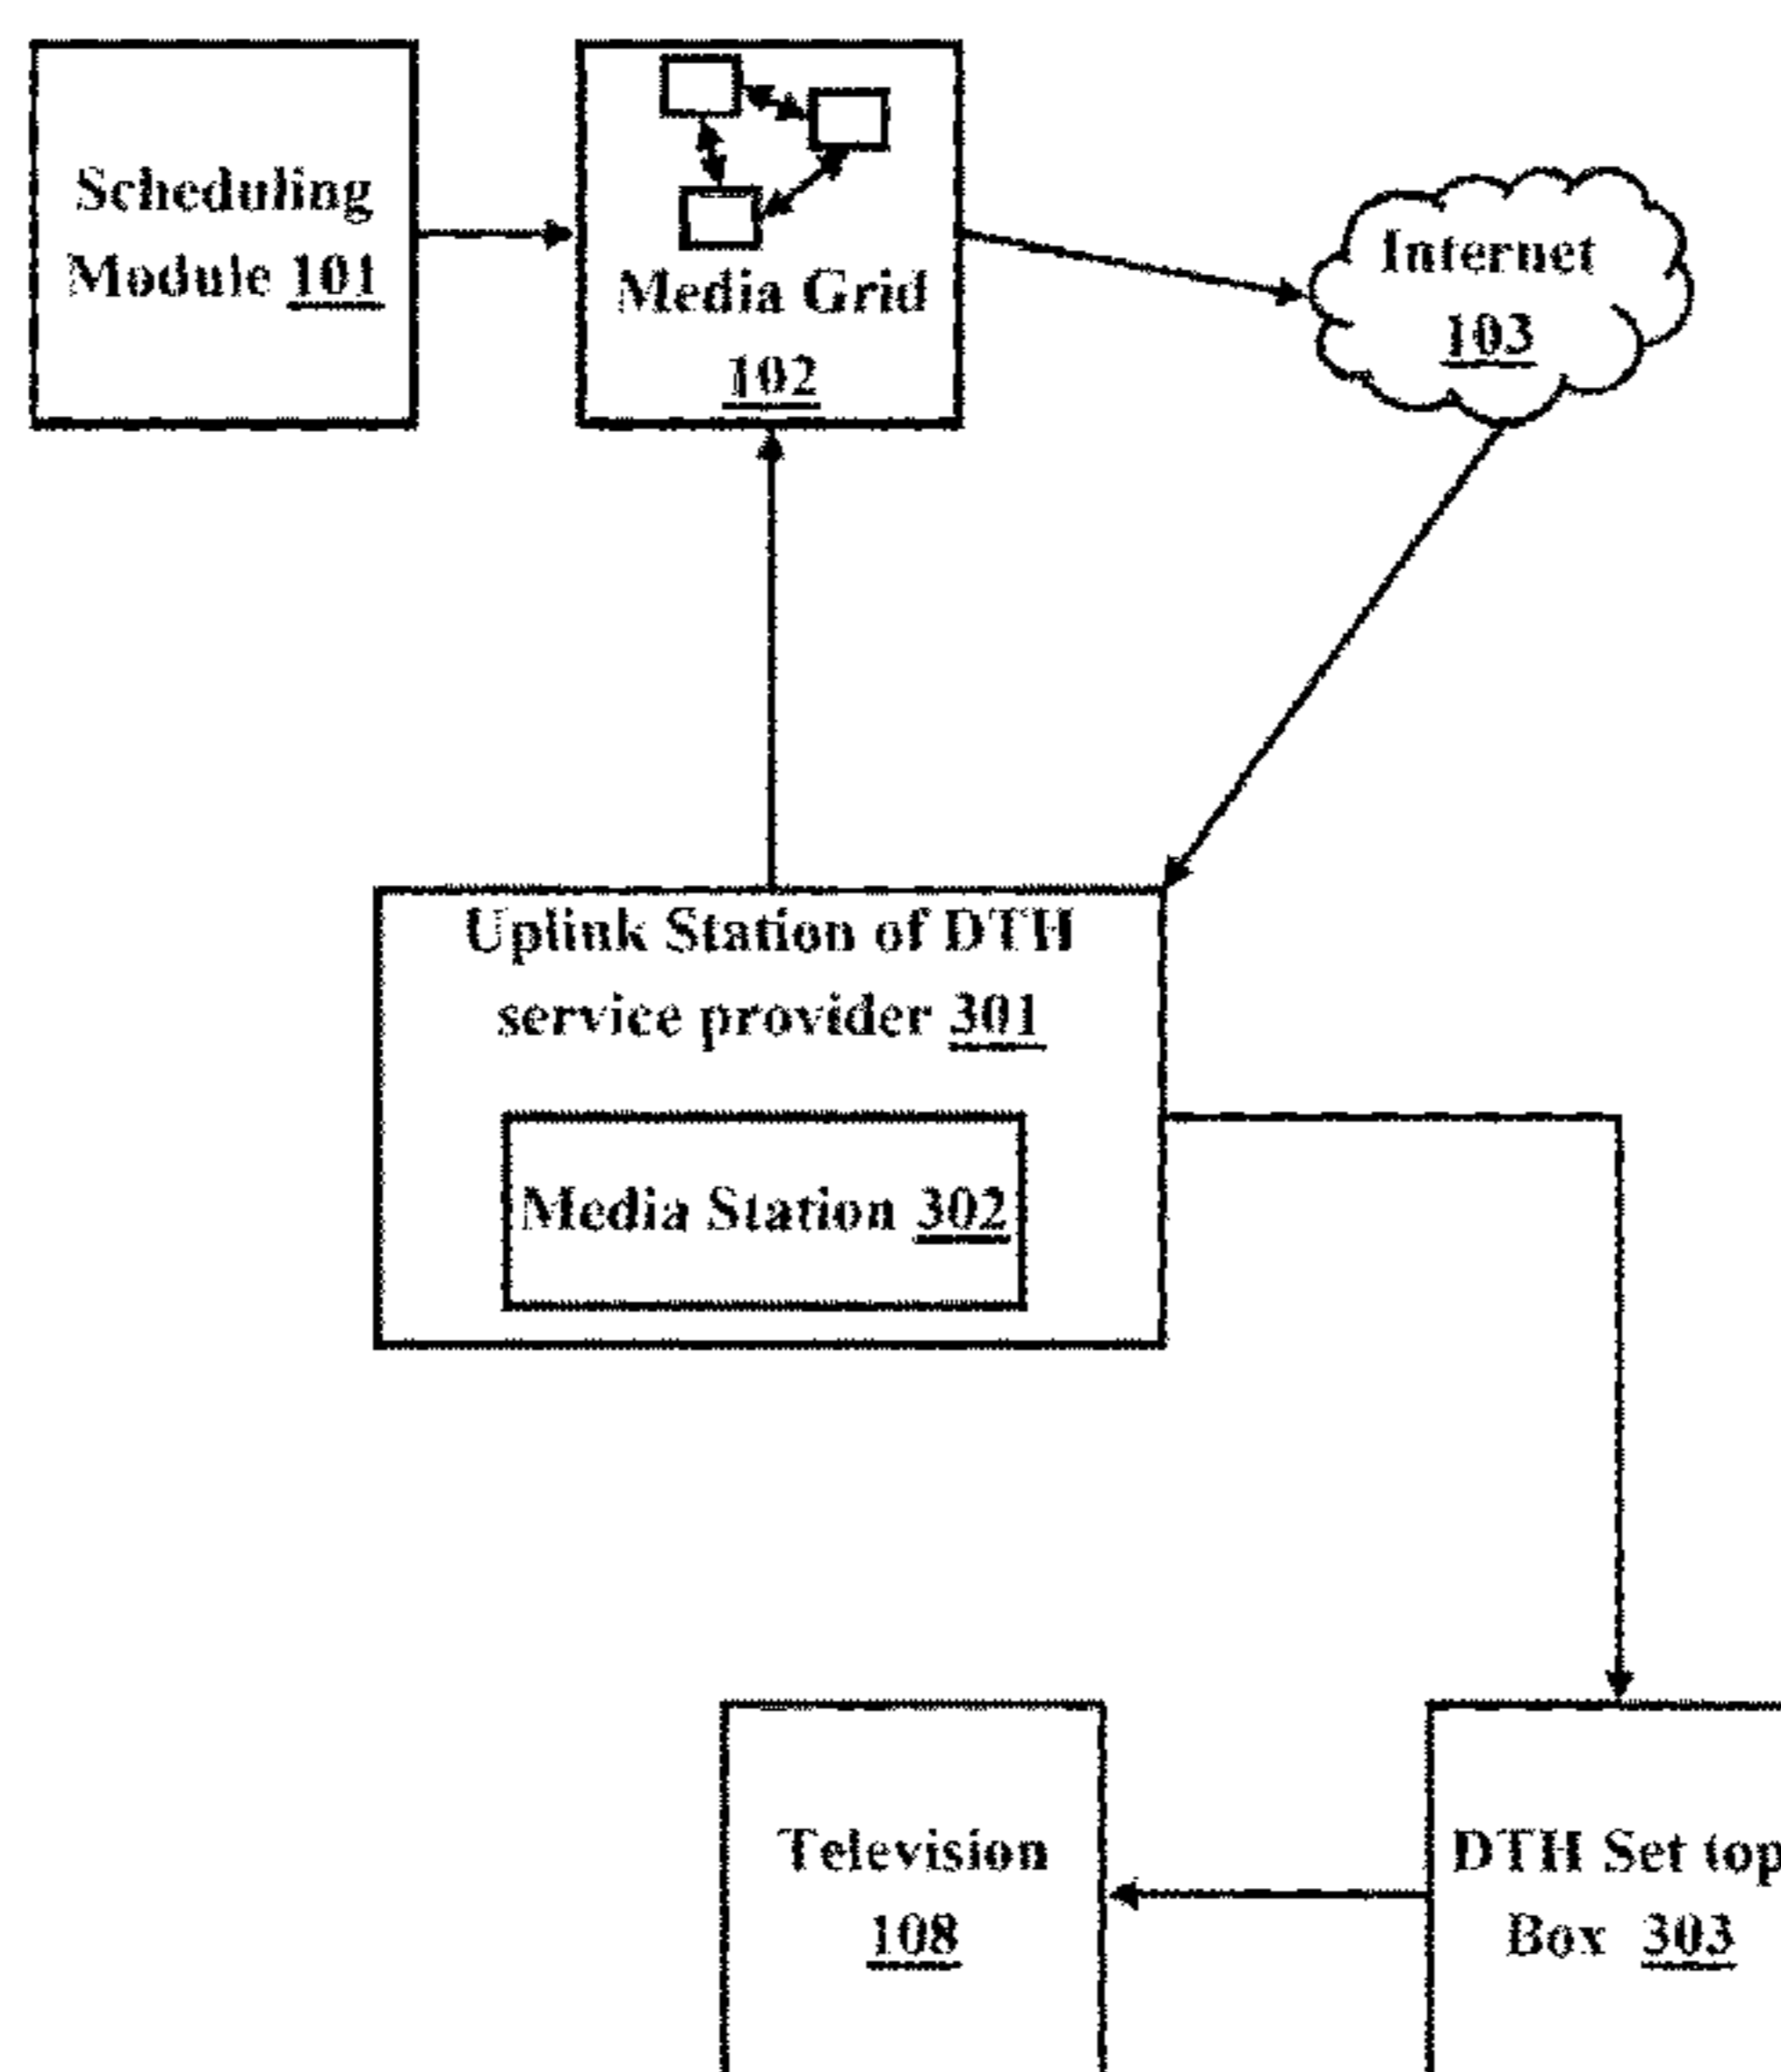 Scheduling
Module 101
Media Grid
102
Internet
103
Uplink Station of DTH
service provider 301
Media Station 302
Television
108
DTH Set top
Box 303